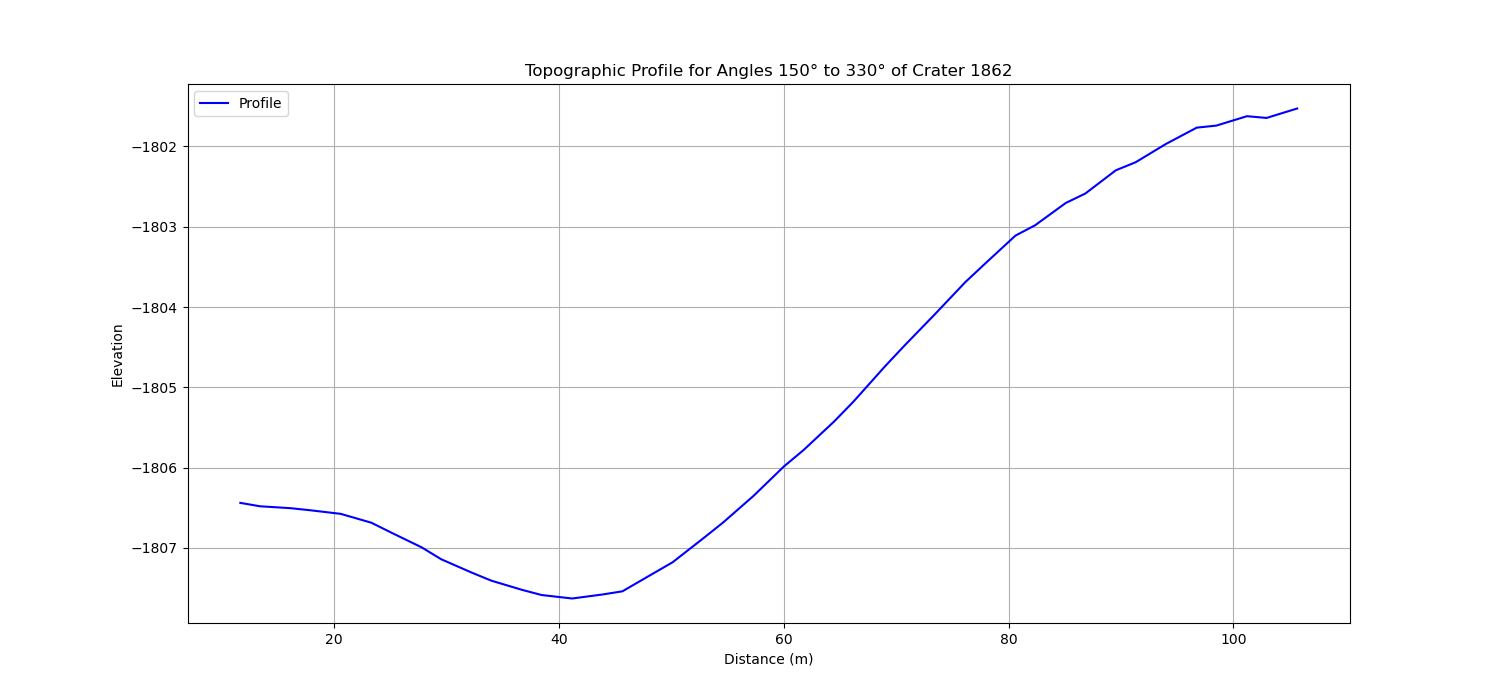 Topographic Profile for Angles 150° to 330° of Crater 1862
Profile
−1802
−1803
−1804
−1805
−1806
−1807
Elevation
20 40 60 80 100
Distance (m)